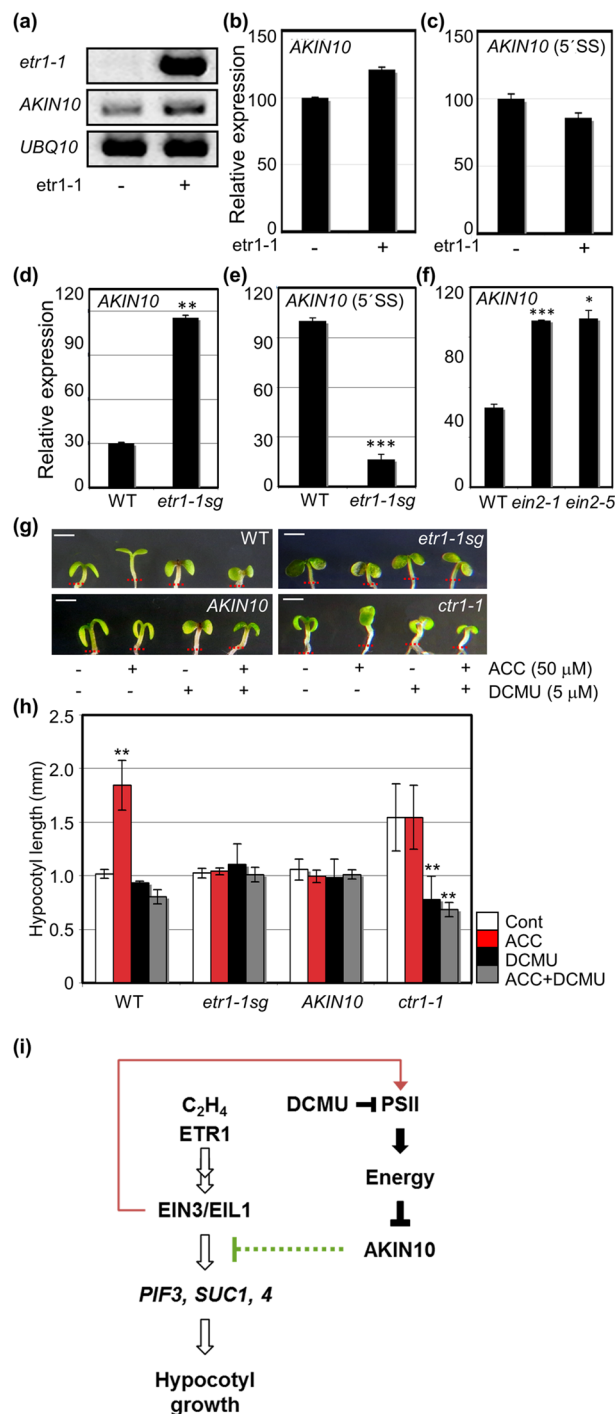 (a)
etr1-1
AKIN10
UBQ10
etr1-1 - +
(b)
AKIN10
Relative expression
150
100
50
0
etr1-1 - +
(c)
AKIN10 (5´SS)
150
100
50
0
etr1-1 - +
(d)
AKIN10
**
Relative expression
120
90
60
30
0
WT etr1-1sg
(e)
AKIN10 (5´SS)
***
120
90
60
30
0
WT etr1-1sg
(f)
AKIN10
*** *
120
80
40
0
WT ein2-1 ein2-5
(g)
WT
etr1-1sg
AKIN10
ctr1-1
- + - + - + - + ACC (50 μM)
- - + + - - + + DCMU (5 μM)
(h)
Hypocotyl length (mm)
2.5
2.0
1.5
1.0
0.5
0
**
**
**
WT etr1-1sg AKIN10 ctr1-1
Cont
ACC
DCMU
ACC+DCMU
(i)
C2H4
ETR1
DCMU PSII
Energy
EIN3/EIL1
AKIN10
PIF3, SUC1, 4
Hypocotyl
growth